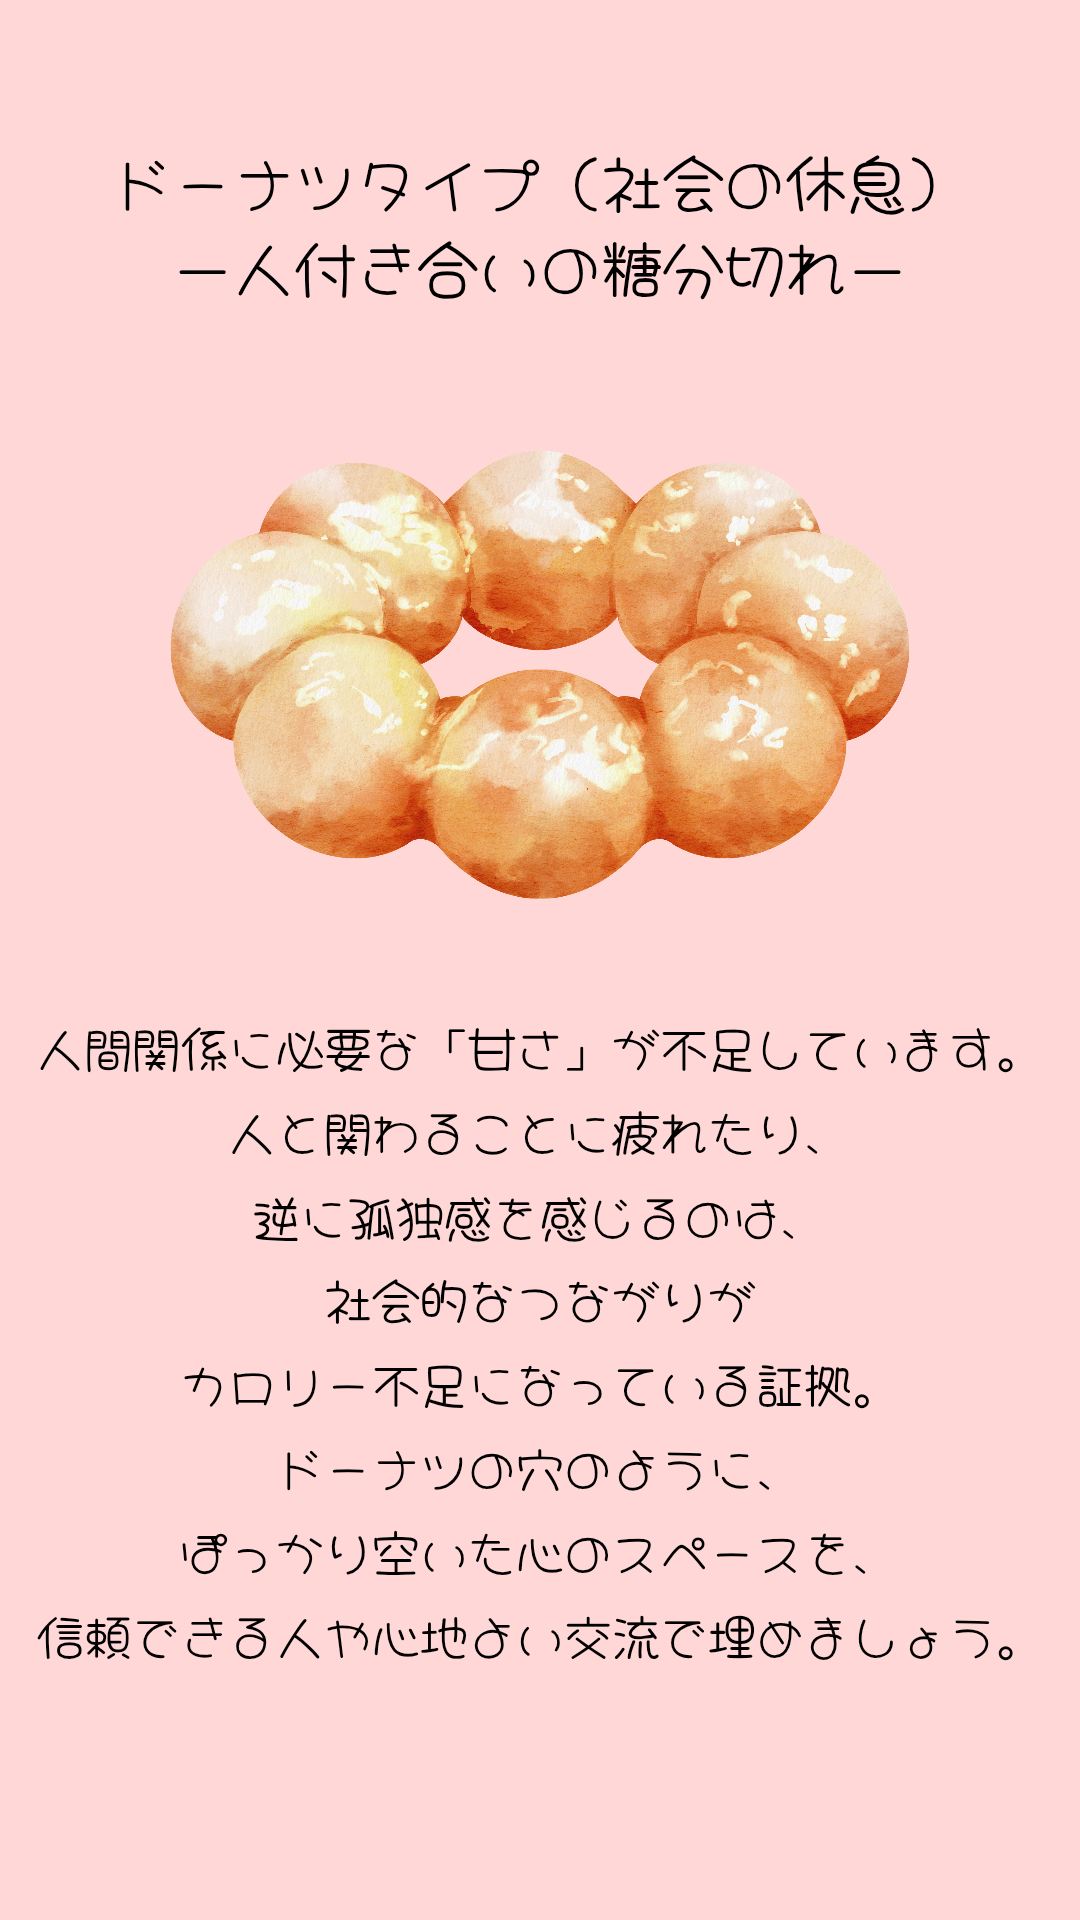 ドーナツタイプ（社会の休息）
ー人付き合いの糖分切れー
人間関係に必要な「甘さ」が不足しています。
人と関わることに疲れたり、
逆に孤独感を感じるのは、
社会的なつながりが
カロリー不足になっている証拠。
ドーナツの穴のように、
ぽっかり空いた心のスペースを、
信頼できる人や心地よい交流で埋めましょう。